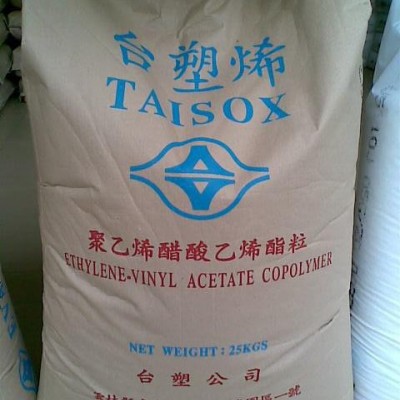 台塑烯
TAISOX
聚乙烯醋酸乙烯酯粒
ETHYLENE-VINYL ACETATE COPOLYMER
NET WEIGHT: 25KGS
台塑公司